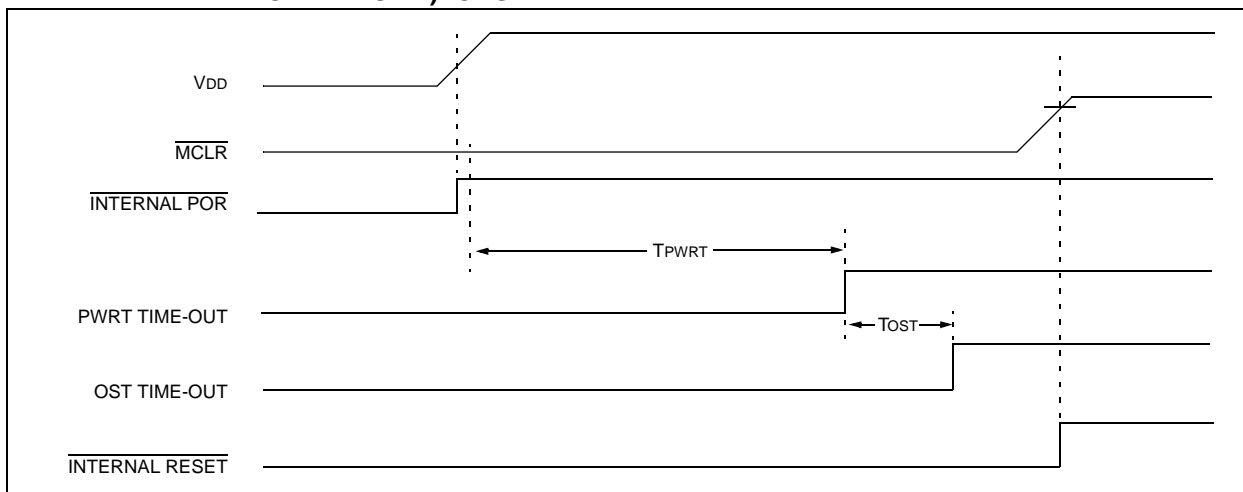 VDD
MCLR
INTERNAL POR
TPWRT
PWRT TIME-OUT
TOST
OST TIME-OUT
INTERNAL RESET